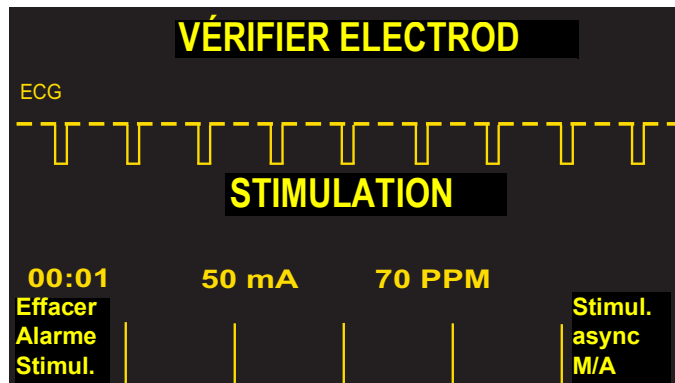 VÉRIFIER ELECTROD
ECG
STIMULATION
00:01 50 mA 70 PPM
Effacer
Alarme
Stimul.
Stimul.
async
M/A